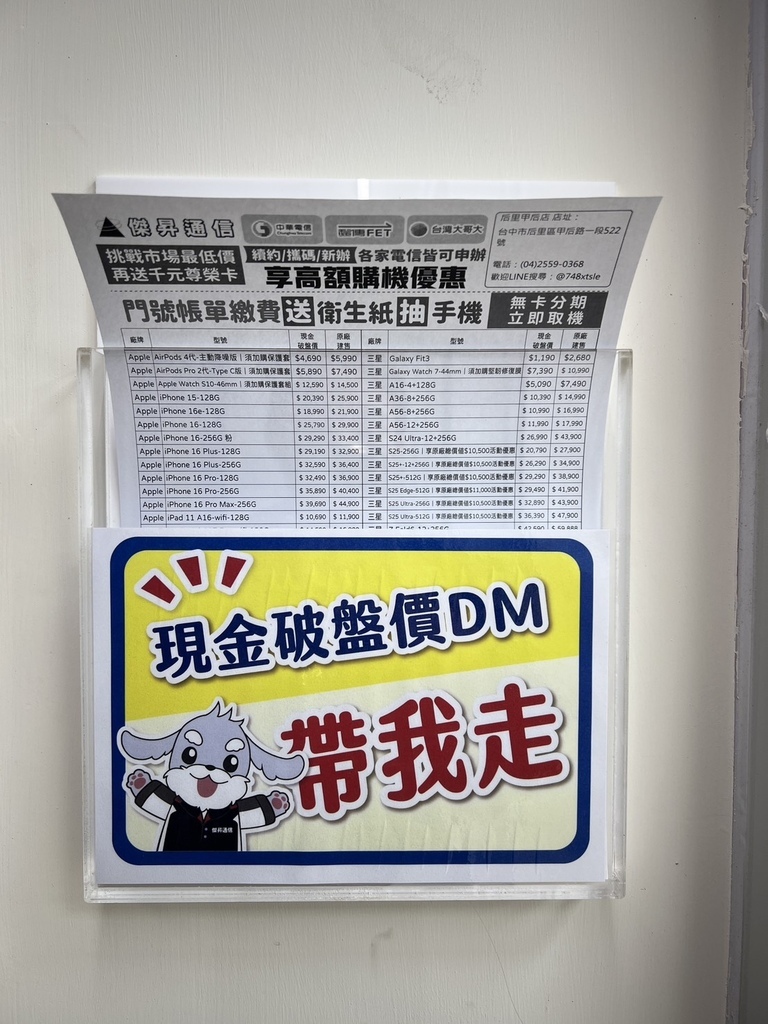 傑昇通信 中華電信 Chunghwa Telecom 遠傳FET 台灣大哥大
后里甲后店 店址：
台中市后里區甲后路一段522
號
電話：(04)2559-0368
歡迎LINE搜尋：@748xtsle
挑戰市場最低價
再送千元尊榮卡
續約/攜碼/新辦 各家電信皆可申辦
享高額購機優惠
門號帳單繳費送衛生紙抽手機
無卡分期
立即取機
廠牌 型號 現金破盤價 原廠建售 廠牌 型號 現金破盤價 原廠建售
Apple AirPods 4代-主動降噪版｜須加購保護套 $4,690 $5,990 三星 Galaxy Fit3 $1,190 $2,680
Apple AirPods Pro 2代-Type C版｜須加購保護套 $5,890 $7,490 三星 Galaxy Watch 7-44mm｜須加購堅韌修復膜 $7,390 $10,990
Apple Apple Watch S10-46mm｜須加購保護套組 $12,590 $14,500 三星 A16-4+128G $5,090 $7,490
Apple iPhone 15-128G $20,390 $25,900 三星 A36-8+256G $10,390 $14,990
Apple iPhone 16e-128G $18,990 $21,900 三星 A56-8+256G $10,990 $16,990
Apple iPhone 16-128G $25,790 $29,900 三星 A56-12+256G $11,990 $17,990
Apple iPhone 16-256G 粉 $29,290 $33,400 三星 S24 Ultra-12+256G $26,990 $43,900
Apple iPhone 16 Plus-128G $29,190 $32,900 三星 S25-256G｜享原廠總價值$10,500活動優惠 $20,790 $27,900
Apple iPhone 16 Plus-256G $32,590 $36,400 三星 S25+-12+256G｜享原廠總價值$10,500活動優惠 $26,290 $34,900
Apple iPhone 16 Pro-128G $32,490 $36,900 三星 S25+-512G｜享原廠總價值$10,500活動優惠 $29,290 $38,900
Apple iPhone 16 Pro-256G $35,890 $40,400 三星 S25 Edge-512G｜享原廠總價值$11,000活動優惠 $29,490 $41,900
Apple iPhone 16 Pro Max-256G $39,690 $44,900 三星 S25 Ultra-256G｜享原廠總價值$10,500活動優惠 $32,890 $43,900
Apple iPad 11 A16-wifi-128G $10,690 $11,900 三星 S25 Ultra-512G｜享原廠總價值$10,500活動優惠 $36,390 $47,900
現金破盤價DM
帶我走
傑昇通信